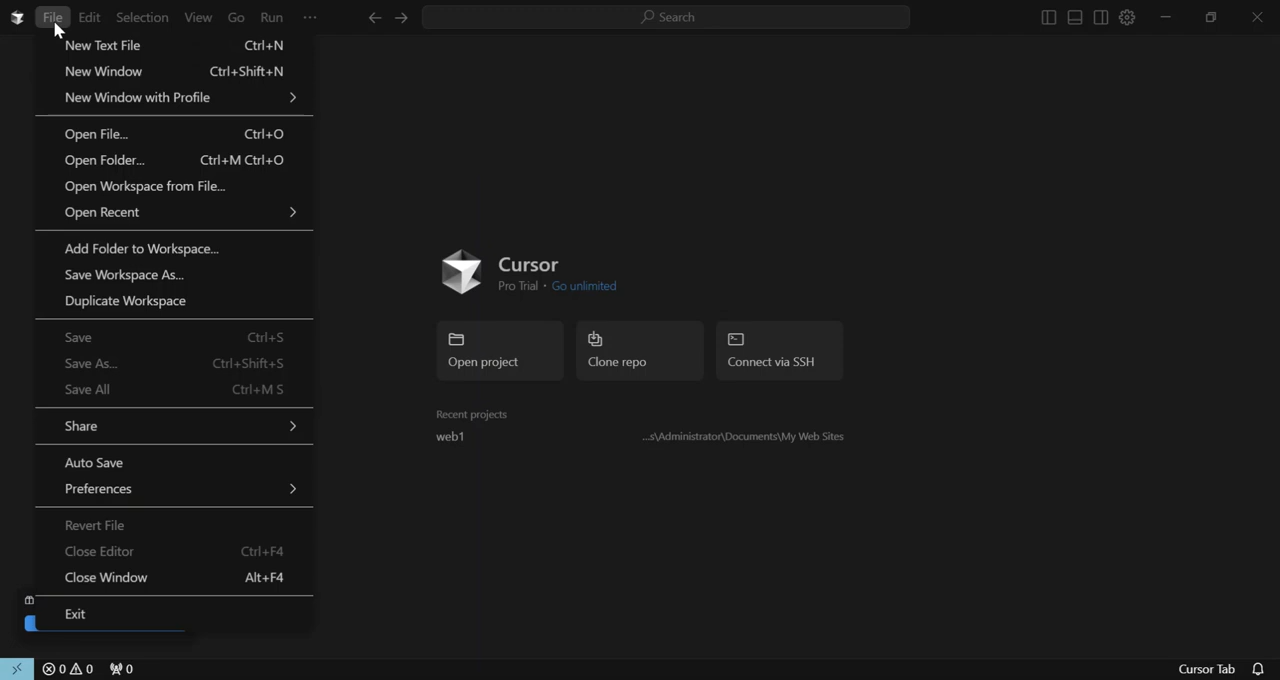 File Edit Selection View Go Run ··· Search
New Text File Ctrl+N
New Window Ctrl+Shift+N
New Window with Profile
Open File... Ctrl+O
Open Folder... Ctrl+M Ctrl+O
Open Workspace from File...
Open Recent
Add Folder to Workspace...
Save Workspace As...
Duplicate Workspace
Save Ctrl+S
Save As... Ctrl+Shift+S
Save All Ctrl+M S
Share
Auto Save
Preferences
Revert File
Close Editor Ctrl+F4
Close Window Alt+F4
Exit
Cursor
Pro Trial · Go unlimited
Open project Clone repo Connect via SSH
Recent projects
web1 ...s\Administrator\Documents\My Web Sites
0 0 0 Cursor Tab